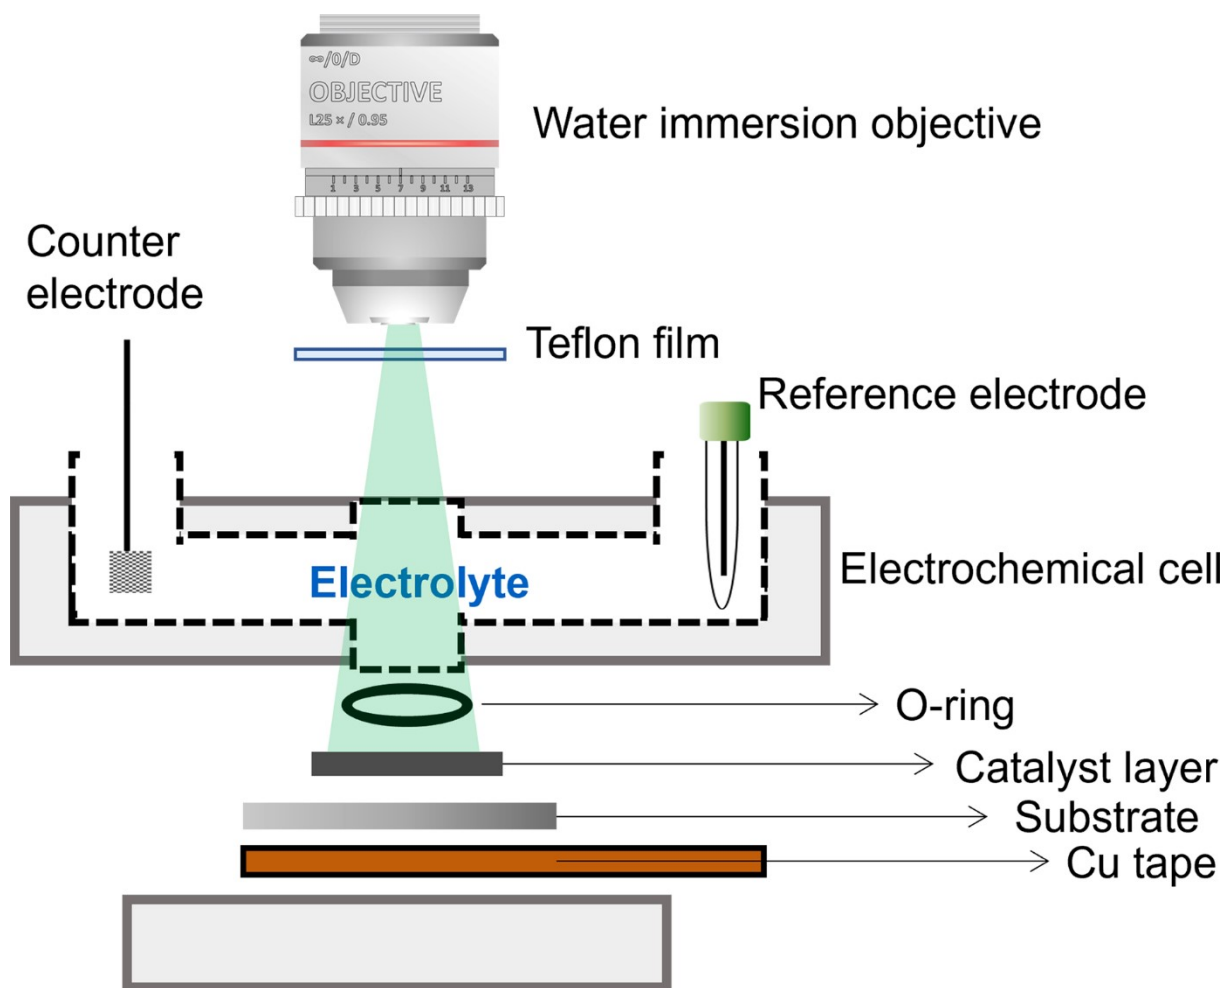 ∞/0/D
OBJECTIVE
L25 × / 0.95
1 3 5 7 9 11 13
Water immersion objective
Counter
electrode
Teflon film
Reference electrode
Electrolyte
Electrochemical cell
O-ring
Catalyst layer
Substrate
Cu tape